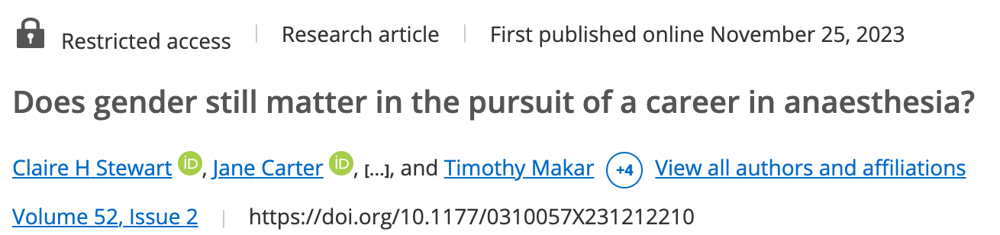 Restricted access | Research article | First published online November 25, 2023
Does gender still matter in the pursuit of a career in anaesthesia?
Claire H Stewart iD, Jane Carter iD, [...], and Timothy Makar +4 View all authors and affiliations
Volume 52, Issue 2 | https://doi.org/10.1177/0310057X231212210